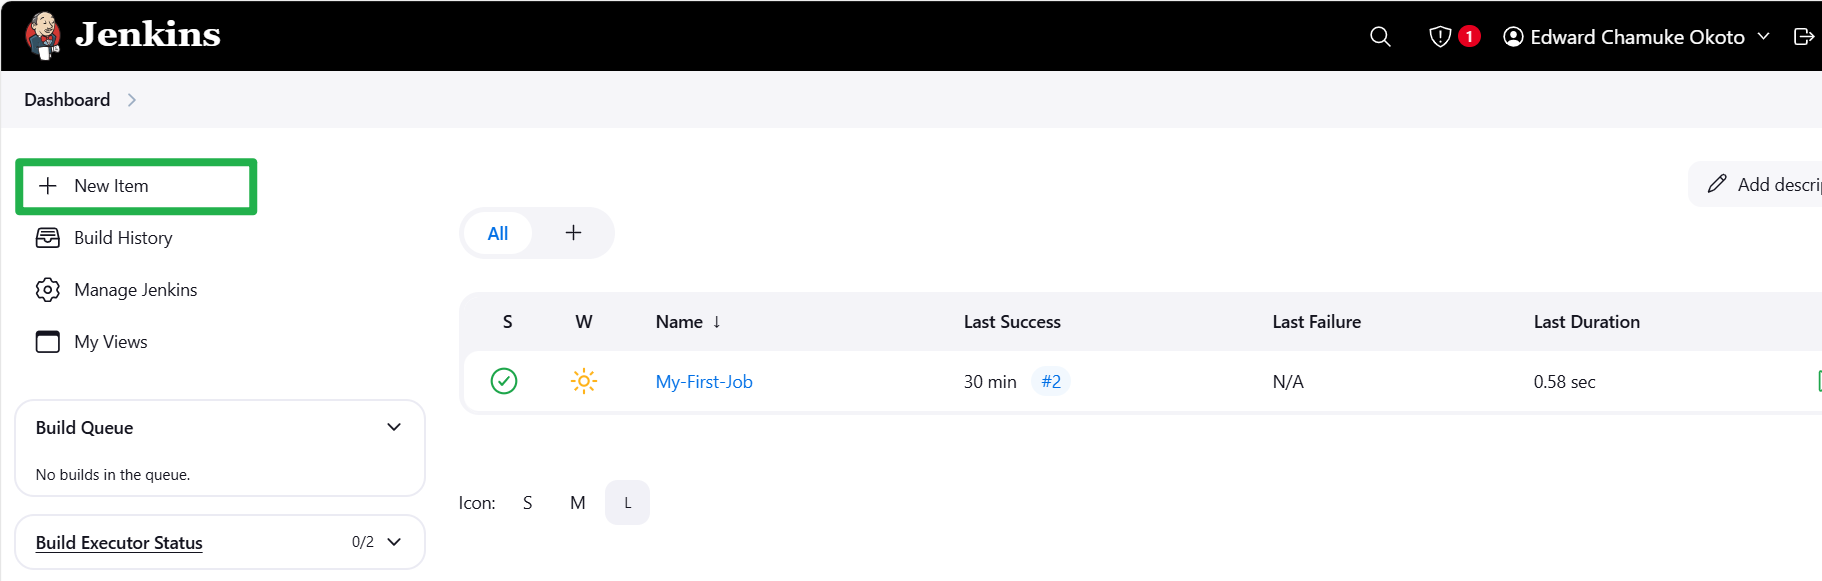 Jenkins
1 Edward Chamuke Okoto
Dashboard
New Item
Add descrip
Build History
All
Manage Jenkins
S W Name ↓ Last Success Last Failure Last Duration
My Views
My-First-Job 30 min #2 N/A 0.58 sec
Build Queue
No builds in the queue.
Icon: S M L
Build Executor Status 0/2